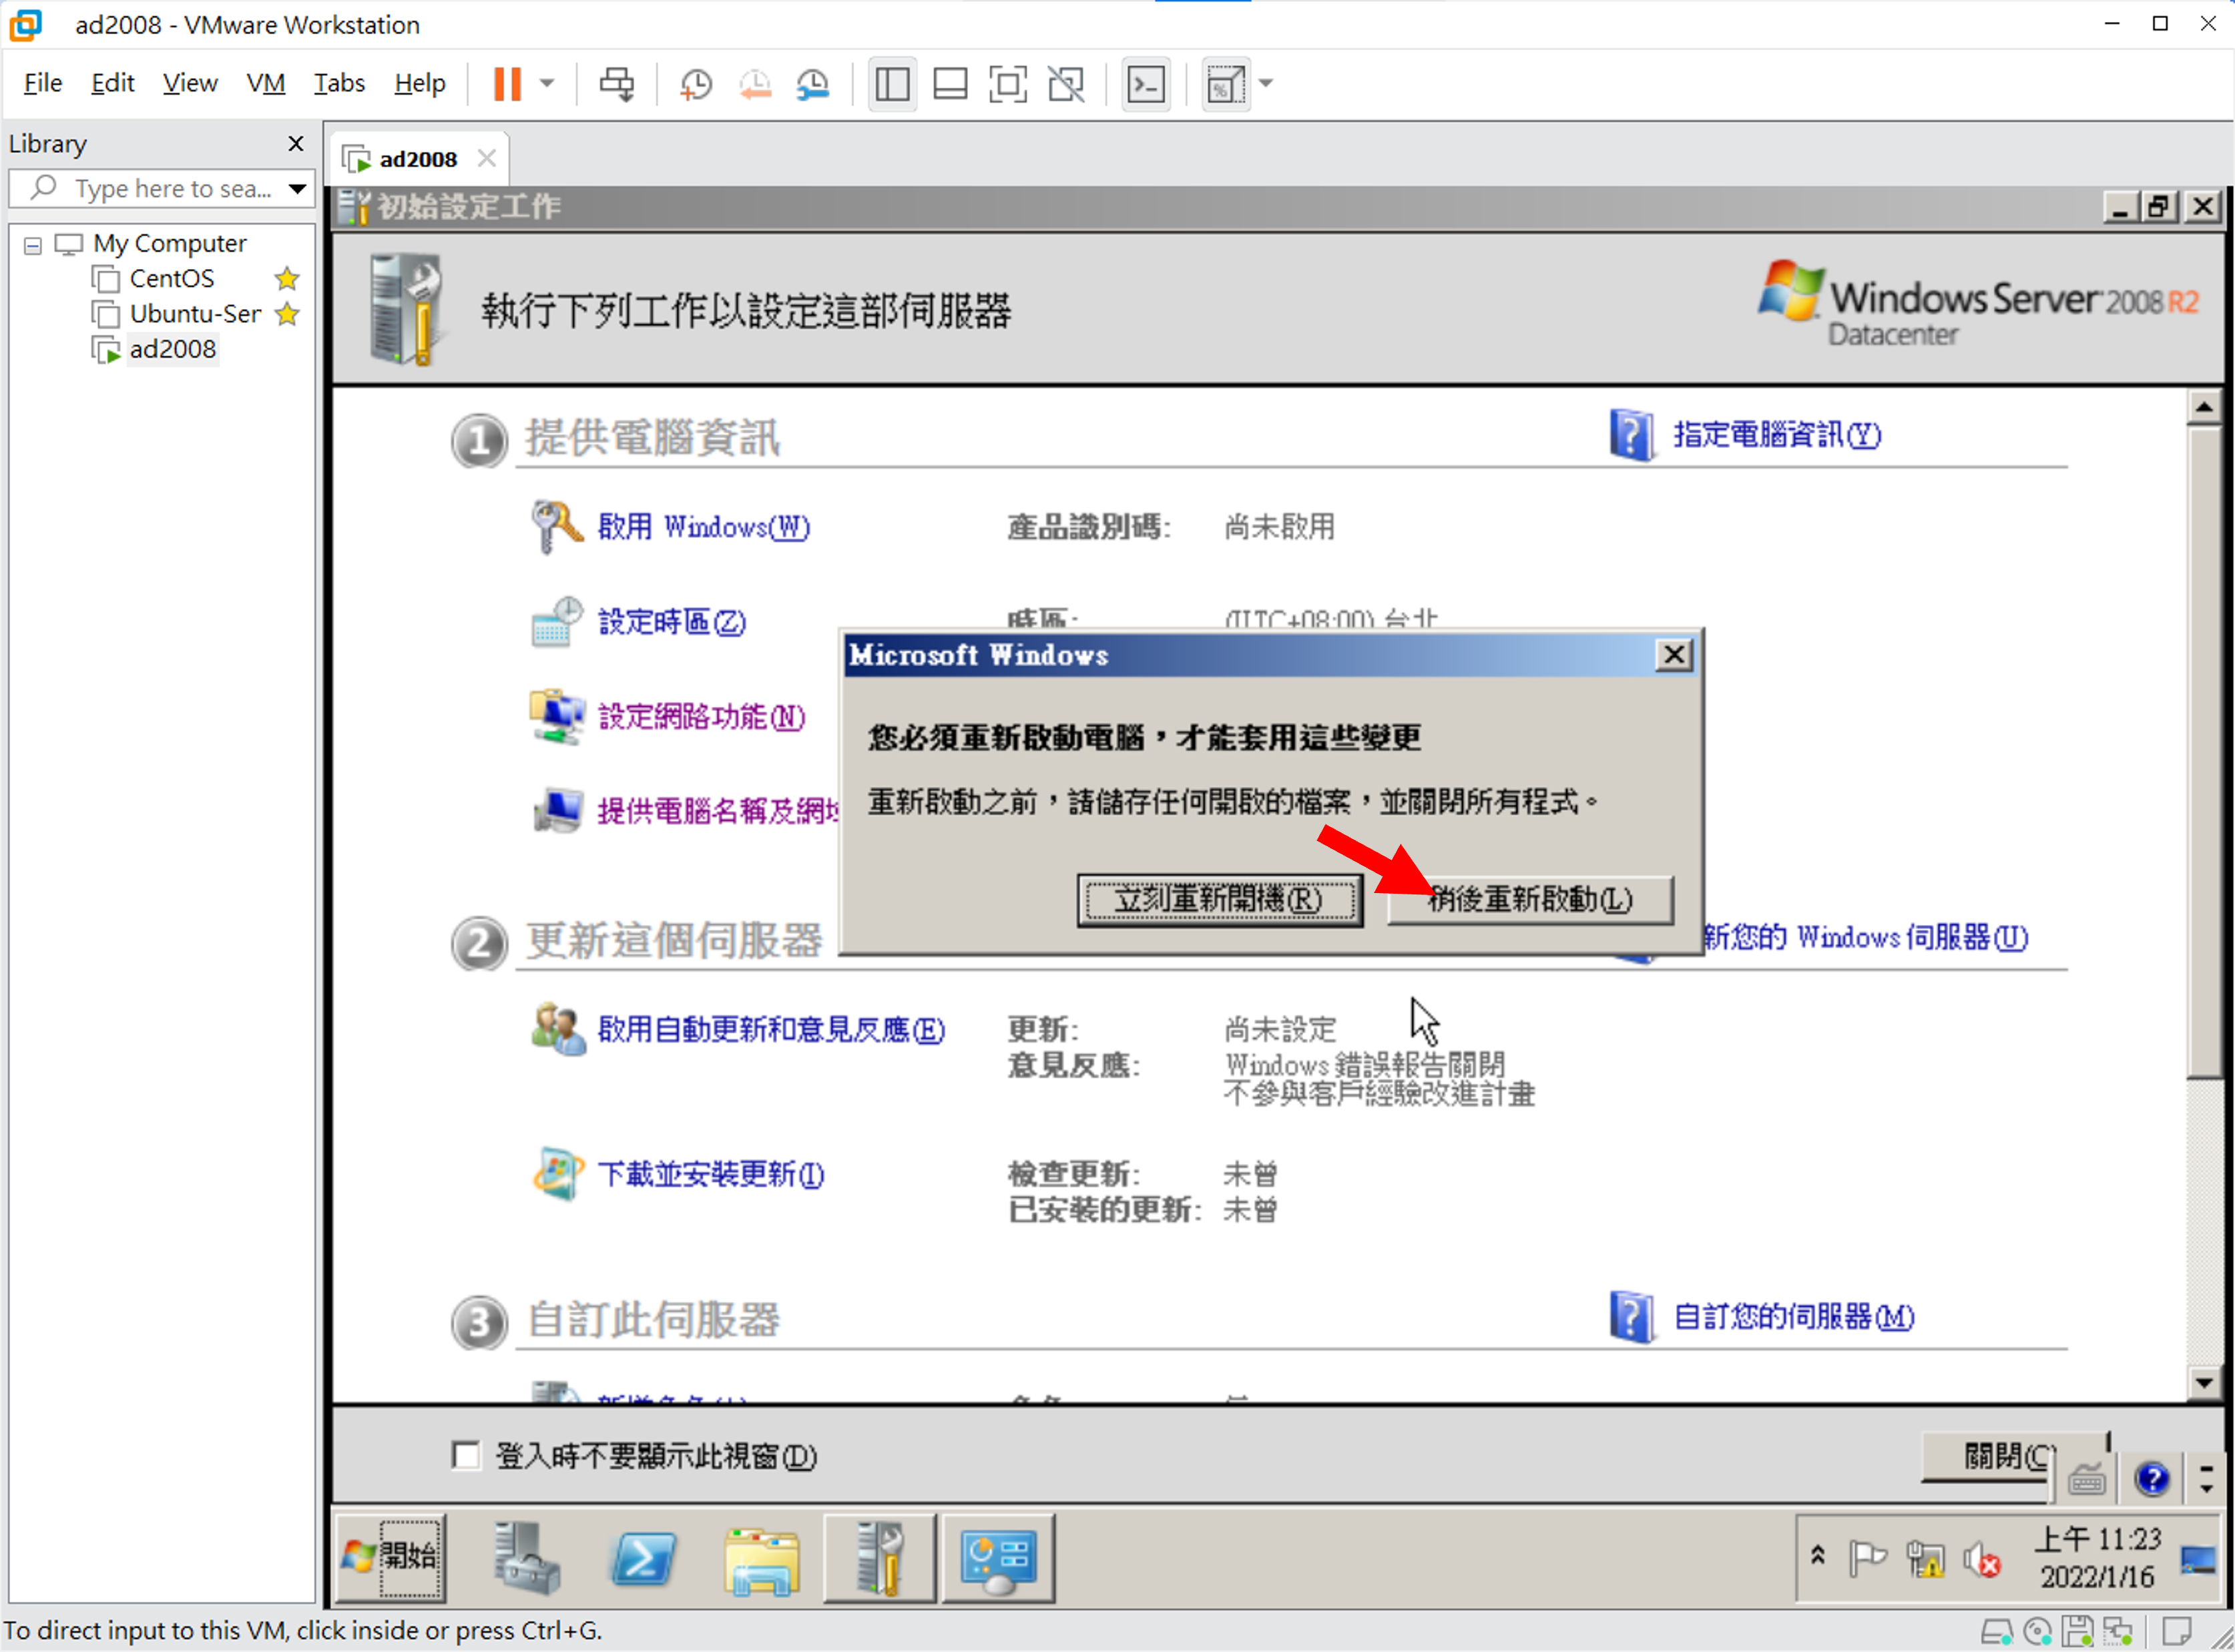 ad2008 - VMware Workstation
File Edit View VM Tabs Help
Library
Type here to sea...
My Computer
CentOS
Ubuntu-Ser
ad2008
ad2008
初始設定工作
執行下列工作以設定這部伺服器
Windows Server 2008 R2
Datacenter
1 提供電腦資訊
指定電腦資訊(Y)
啟用 Windows(W) 產品識別碼: 尚未啟用
設定時區(Z) 時區: (UTC+08:00) 台北
設定網路功能(N)
提供電腦名稱及網域
Microsoft Windows
您必須重新啟動電腦，才能套用這些變更
重新啟動之前，請儲存任何開啟的檔案，並關閉所有程式。
立刻重新開機(R) 稍後重新啟動(L)
2 更新這個伺服器
新您的 Windows 伺服器(U)
啟用自動更新和意見反應(E) 更新: 尚未設定
意見反應: Windows 錯誤報告關閉
不參與客戶經驗改進計畫
下載並安裝更新(I) 檢查更新: 未曾
已安裝的更新: 未曾
3 自訂此伺服器
自訂您的伺服器(M)
登入時不要顯示此視窗(D)
關閉(C
開始
上午 11:23
2022/1/16
To direct input to this VM, click inside or press Ctrl+G.